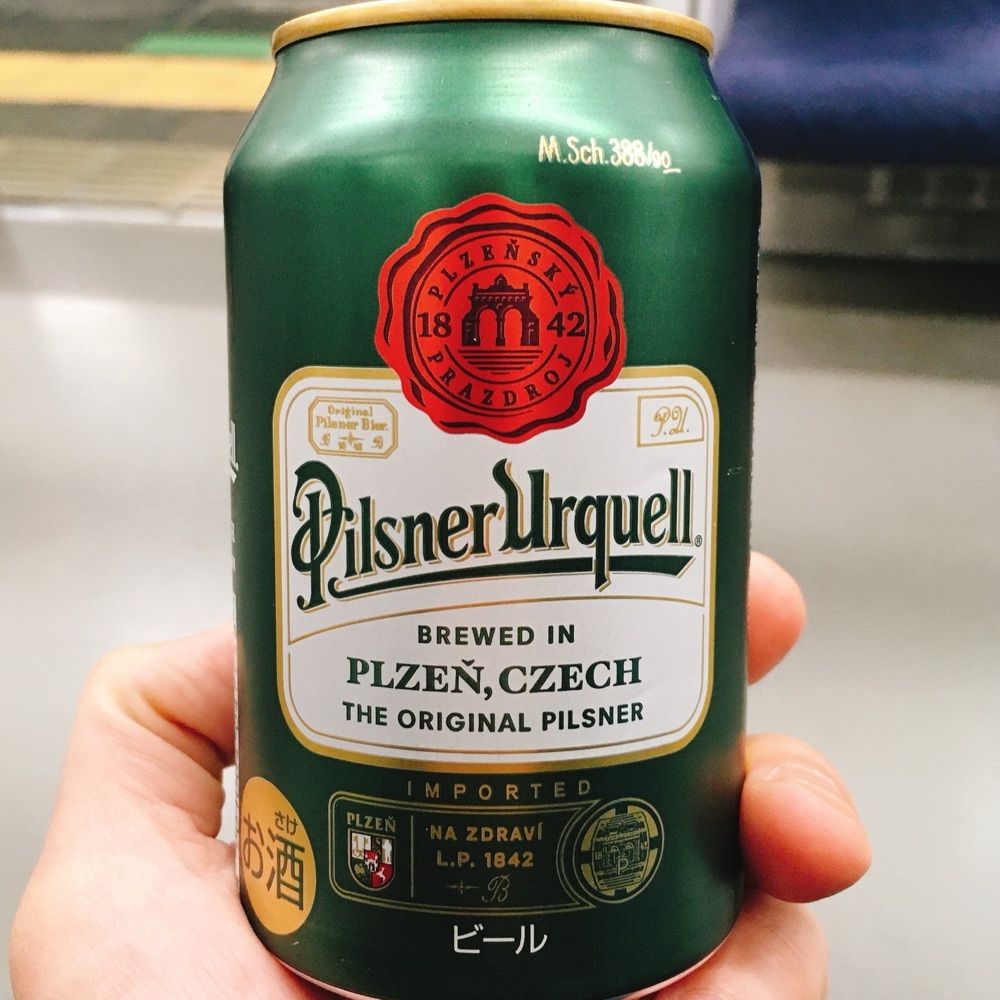 M.Sch.388/90
PLZEŇSKÝ
18 42
PRAZDROJ
Original
Pilsner Bier.
1842
P.U.
Pilsner Urquell®
BREWED IN
PLZEŇ, CZECH
THE ORIGINAL PILSNER
IMPORTED
PLZEŇ
NA ZDRAVÍ
L.P. 1842
B
さけ
お酒
ビール